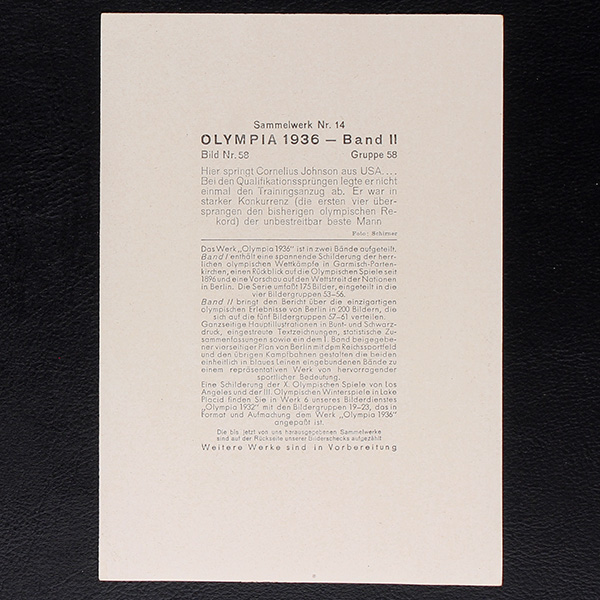 Sammelwerk Nr. 14
OLYMPIA 1936 — Band II
Bild Nr. 58 Gruppe 58
Hier springt Cornelius Johnson aus USA....
Bei den Qualifikationssprüngen legte er nicht
einmal den Trainingsanzug ab. Er war in
starker Konkurrenz (die ersten vier über-
sprangen den bisherigen olympischen Re-
kord) der unbestreitbar beste Mann
Foto: Schirner
Das Werk „Olympia 1936“ ist in zwei Bände aufgeteilt.
Band I enthält eine spannende Schilderung der herr-
lichen olympischen Wettkämpfe in Garmisch-Parten-
kirchen, einen Rückblick auf die Olympischen Spiele seit
1896 und eine Vorschau auf den Wettstreit der Nationen
in Berlin. Die Serie umfaßt 175 Bilder, eingeteilt in die
vier Bildergruppen 53–56.
Band II bringt den Bericht über die einzigartigen
olympischen Erlebnisse von Berlin in 200 Bildern, die
sich auf die fünf Bildergruppen 57–61 verteilen.
Ganzseitige Hauptillustrationen in Bunt- und Schwarz-
druck, eingestreute Textzeichnungen, statistische Zu-
sammenfassungen sowie ein dem I. Band beigegebe-
ner vierseitiger Plan von Berlin mit dem Reichssportfeld
und den übrigen Kampfbahnen gestalten die beiden
einheitlich in blaues Leinen eingebundenen Bände zu
einem repräsentativen Werk von hervorragender
sportlicher Bedeutung.
Eine Schilderung der X. Olympischen Spiele von Los
Angeles und der III. Olympischen Winterspiele in Lake
Placid finden Sie in Werk 6 unseres Bilderdienstes
„Olympia 1932“ mit den Bildergruppen 19–23, das in
Format und Aufmachung dem Werk „Olympia 1936“
angepaßt ist.
Die bis jetzt von uns herausgegebenen Sammelwerke
sind auf der Rückseite unserer Bilderschecks aufgezählt
Weitere Werke sind in Vorbereitung